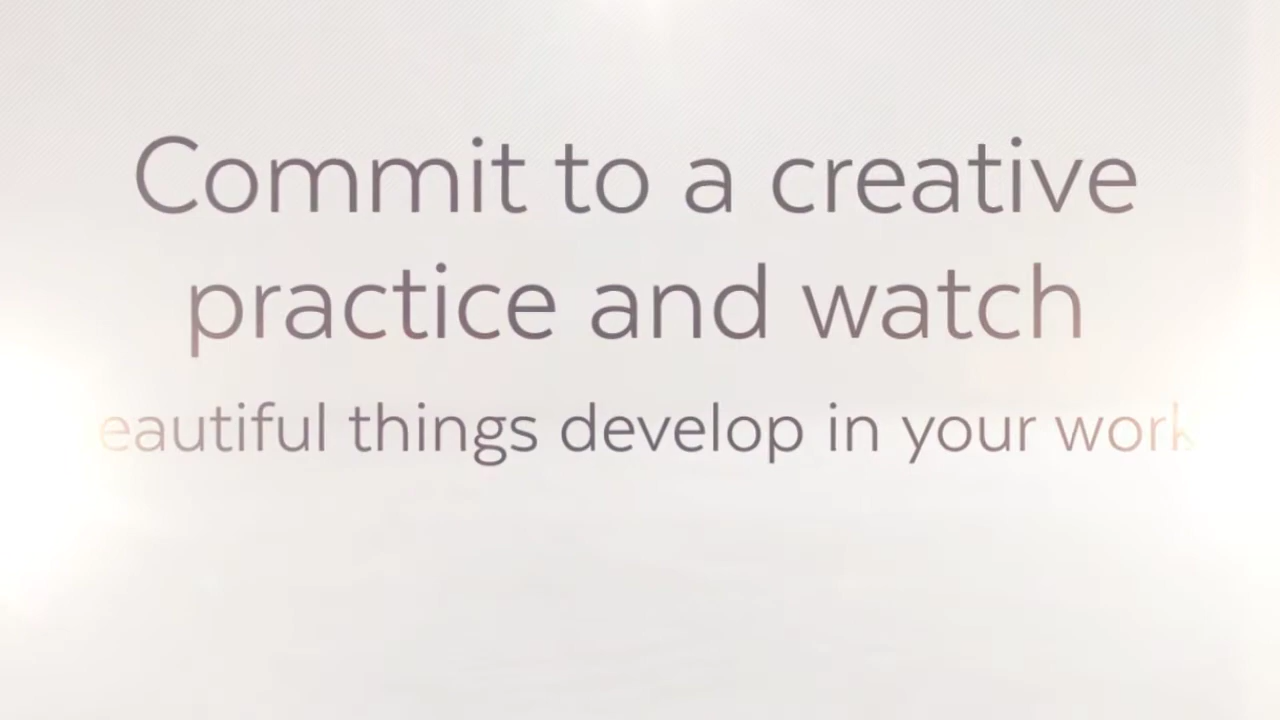 Commit to a creative
practice and watch
eautiful things develop in your work